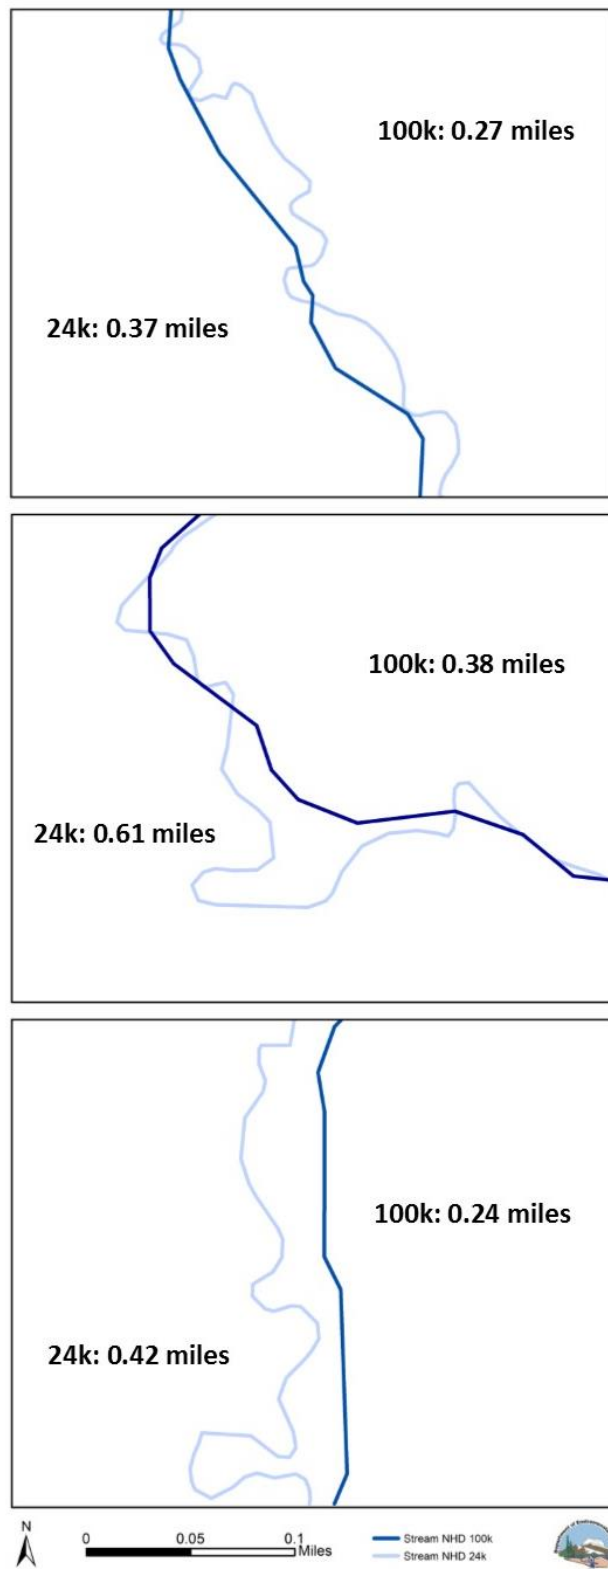 100k: 0.27 miles
24k: 0.37 miles
100k: 0.38 miles
24k: 0.61 miles
100k: 0.24 miles
24k: 0.42 miles
N
0 0.05 0.1
Miles
Stream NHD 100k
Stream NHD 24k